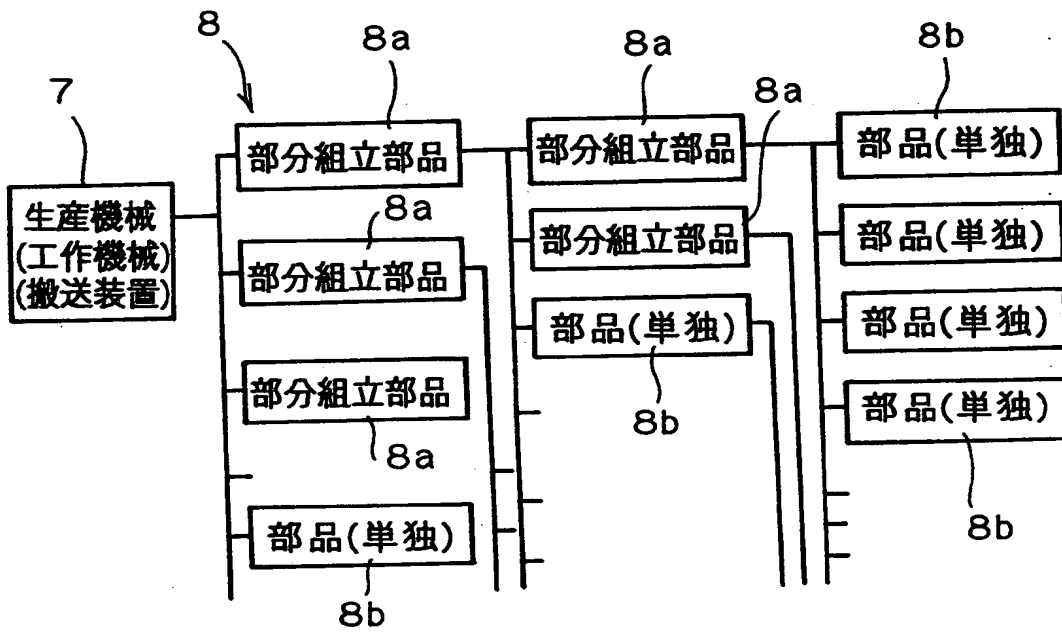 8
8a
8a
8b
7
8a
部分組立部品
部分組立部品
部品(単独)
生産機械
(工作機械)
(搬送装置)
8a
部分組立部品
部分組立部品
部品(単独)
部品(単独)
部品(単独)
部分組立部品
8b
部品(単独)
8a
8b
部品(単独)
8b